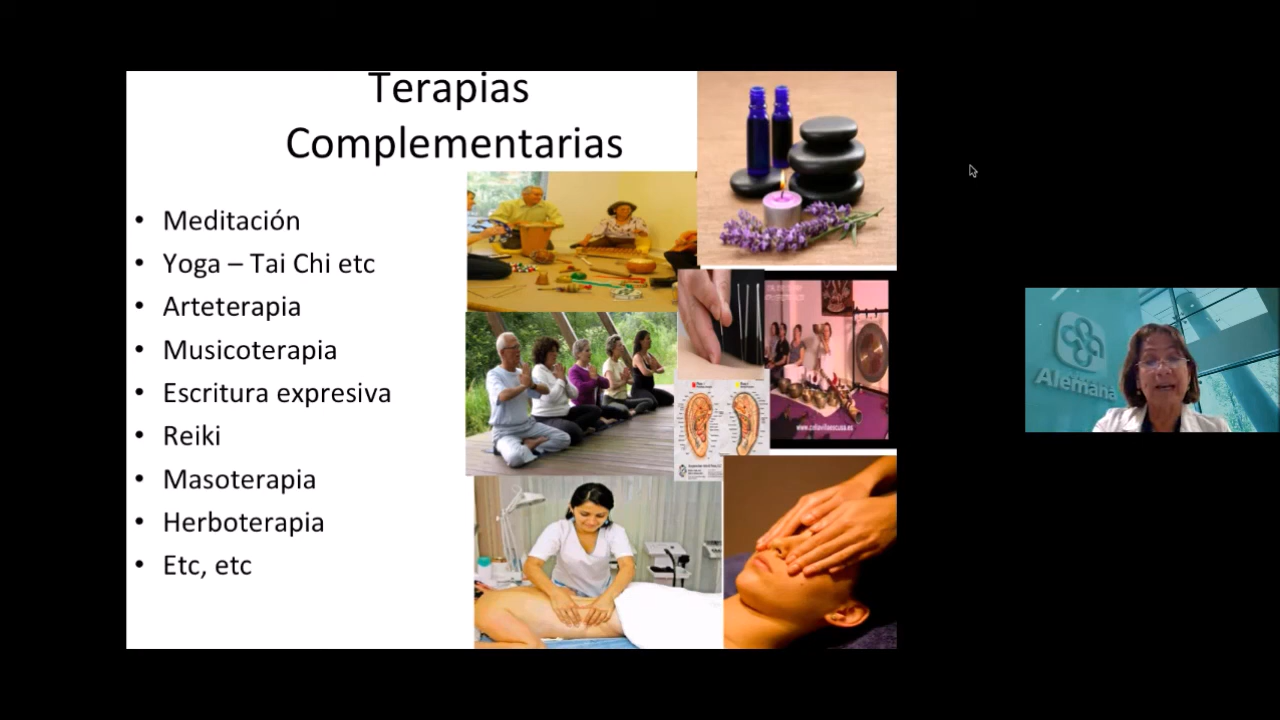 Terapias
Complementarias
• Meditación
• Yoga – Tai Chi etc
• Arteterapia
• Musicoterapia
• Escritura expresiva
• Reiki
• Masoterapia
• Herboterapia
• Etc, etc
Alemana